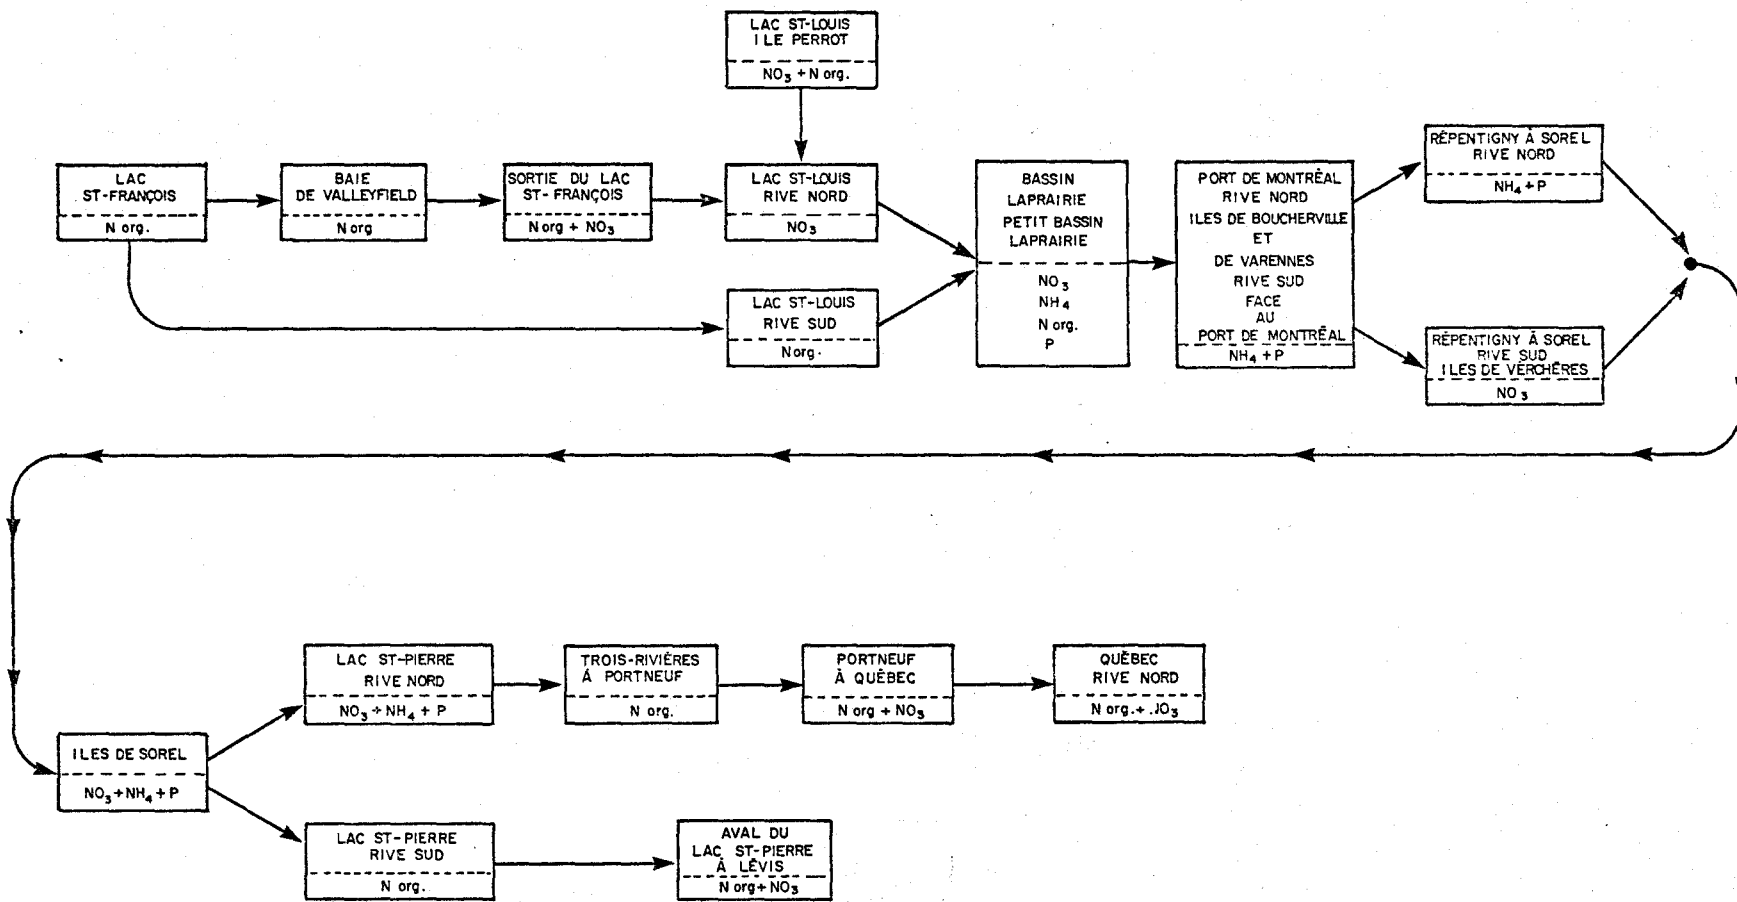 LAC ST-LOUIS
ILE PERROT
NO3 + N org.
LAC
ST-FRANÇOIS
N org.
BAIE
DE VALLEYFIELD
N org
SORTIE DU LAC
ST-FRANÇOIS
N org + NO3
LAC ST-LOUIS
RIVE NORD
NO3
LAC ST-LOUIS
RIVE SUD
N org.
BASSIN
LAPRAIRIE
PETIT BASSIN
LAPRAIRIE
NO3
NH4
N org.
P
PORT DE MONTRÉAL
RIVE NORD
ILES DE BOUCHERVILLE
ET
DE VARENNES
RIVE SUD
FACE
AU
PORT DE MONTRÉAL
NH4 + P
RÉPENTIGNY À SOREL
RIVE NORD
NH4 + P
RÉPENTIGNY À SOREL
RIVE SUD
ILES DE VÉRCHÈRES
NO3
ILES DE SOREL
NO3 + NH4 + P
LAC ST-PIERRE
RIVE NORD
NO3 + NH4 + P
TROIS-RIVIÈRES
À PORTNEUF
N org.
PORTNEUF
À QUÉBEC
N org + NO3
QUÉBEC
RIVE NORD
N org. +
LAC ST-PIERRE
RIVE SUD
N org.
AVAL DU
LAC ST-PIERRE
À LÉVIS
N org + NO3